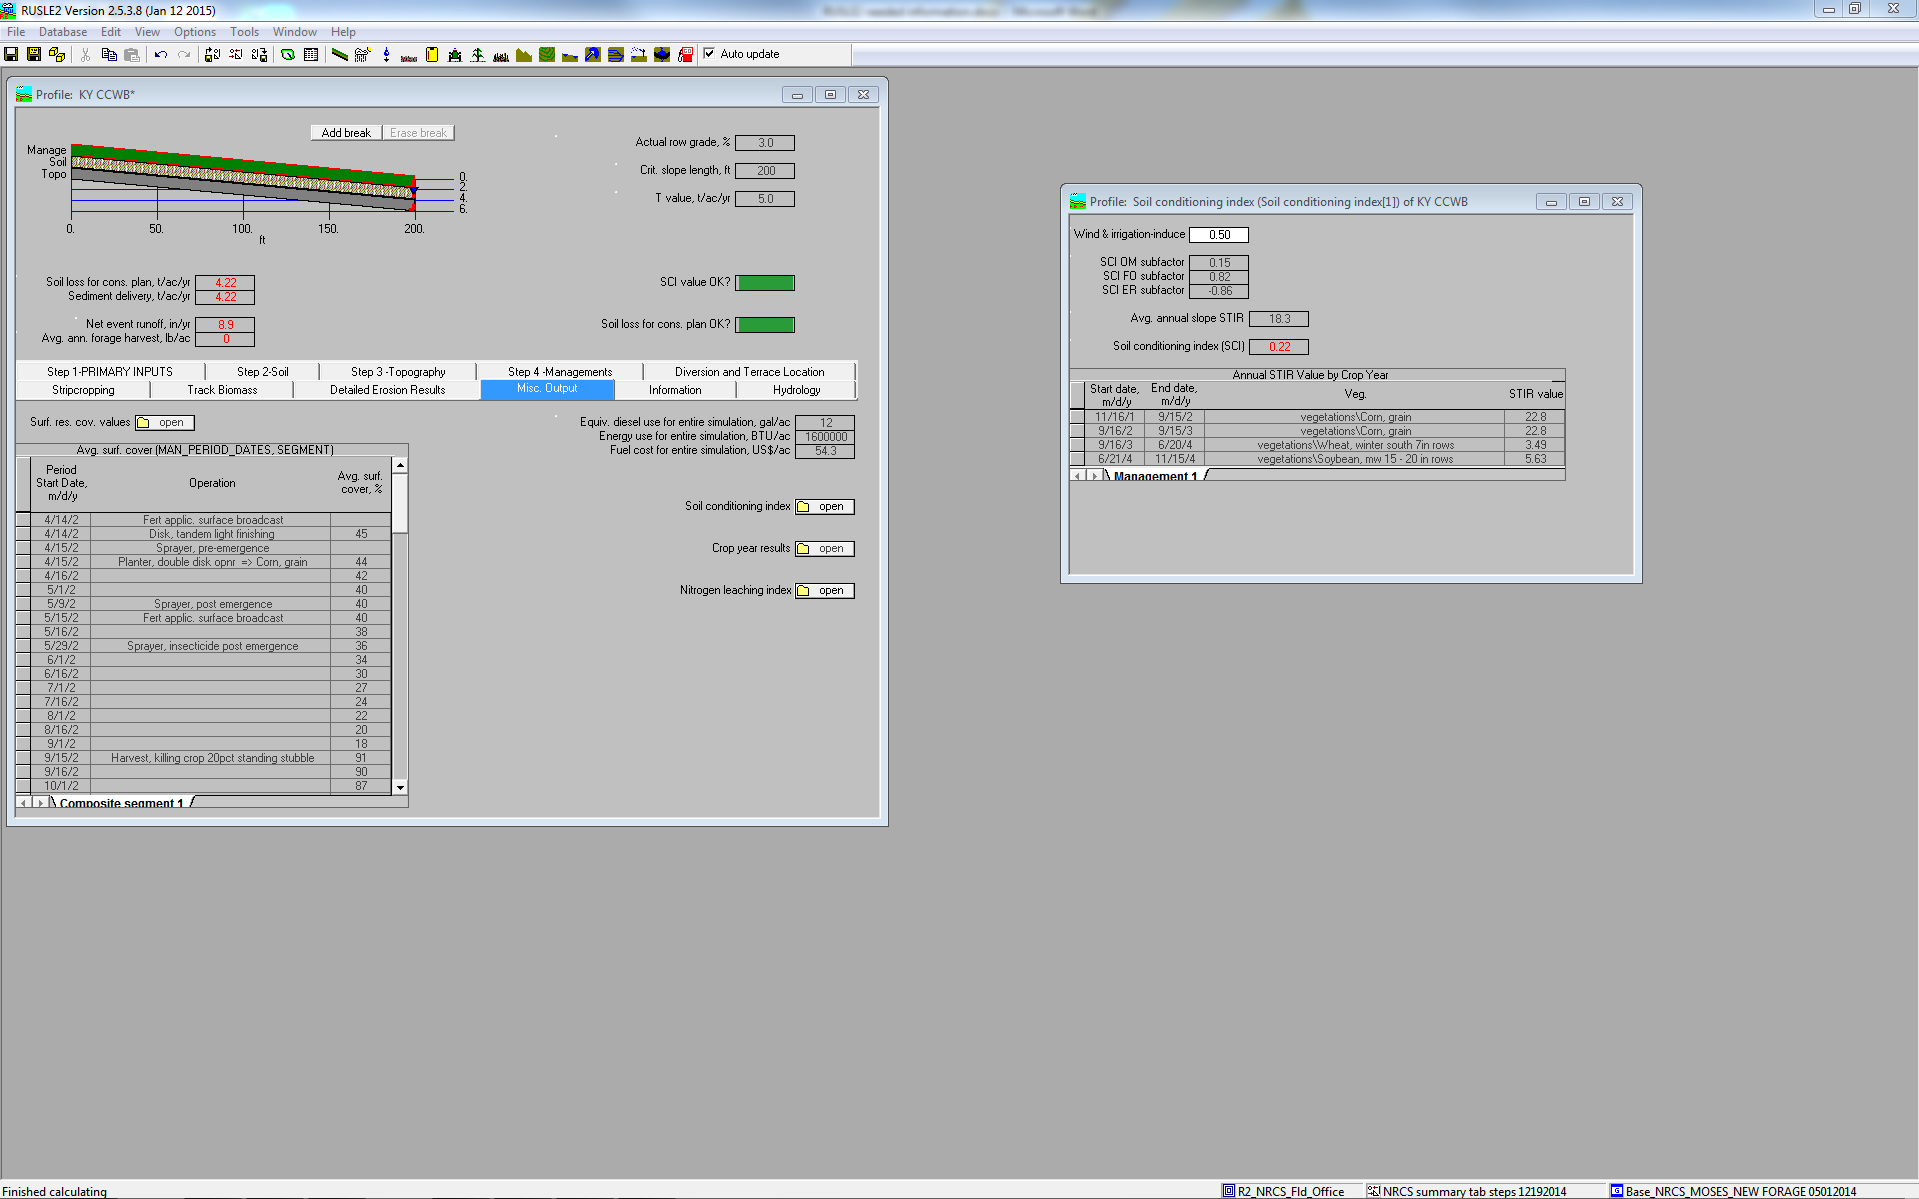 RUSLE2 Version 2.5.3.8 (Jan 12 2015)
RUSLE2 needed information.docx - Microsoft Word
File Database Edit View Options Tools Window Help
Auto update
Profile: KY CCWB*
Add break Erase break
Manage
Soil
Topo
0.
2.
4.
6.
0. 50. 100. 150. 200.
ft
Actual row grade, % 3.0
Crit. slope length, ft 200
T value, t/ac/yr 5.0
Soil loss for cons. plan, t/ac/yr 4.22
Sediment delivery, t/ac/yr 4.22
Net event runoff, in/yr 8.9
Avg. ann. forage harvest, lb/ac 0
SCI value OK?
Soil loss for cons. plan OK?
Step 1-PRIMARY INPUTS Step 2-Soil Step 3 -Topography Step 4 -Managements Diversion and Terrace Location
Stripcropping Track Biomass Detailed Erosion Results Misc. Output Information Hydrology
Surf. res. cov. values open
Avg. surf. cover (MAN_PERIOD_DATES, SEGMENT)
Period Start Date, m/d/y Operation Avg. surf. cover, %
4/14/2 Fert applic. surface broadcast
4/14/2 Disk, tandem light finishing 45
4/15/2 Sprayer, pre-emergence
4/15/2 Planter, double disk opnr => Corn, grain 44
4/16/2 42
5/1/2 40
5/9/2 Sprayer, post emergence 40
5/15/2 Fert applic. surface broadcast 40
5/16/2 38
5/29/2 Sprayer, insecticide post emergence 36
6/1/2 34
6/16/2 30
7/1/2 27
7/16/2 24
8/1/2 22
8/16/2 20
9/1/2 18
9/15/2 Harvest, killing crop 20pct standing stubble 91
9/16/2 90
10/1/2 87
Composite segment 1
Equiv. diesel use for entire simulation, gal/ac 12
Energy use for entire simulation, BTU/ac 1600000
Fuel cost for entire simulation, US$/ac 54.3
Soil conditioning index open
Crop year results open
Nitrogen leaching index open
Profile: Soil conditioning index (Soil conditioning index[1]) of KY CCWB
Wind & irrigation-induce 0.50
SCI OM subfactor 0.15
SCI FO subfactor 0.82
SCI ER subfactor -0.86
Avg. annual slope STIR 18.3
Soil conditioning index (SCI) 0.22
Annual STIR Value by Crop Year
Start date, m/d/y End date, m/d/y Veg. STIR value
11/16/1 9/15/2 vegetations\Corn, grain 22.8
9/16/2 9/15/3 vegetations\Corn, grain 22.8
9/16/3 6/20/4 vegetations\Wheat, winter south 7in rows 3.49
6/21/4 11/15/4 vegetations\Soybean, mw 15 - 20 in rows 5.63
Management 1
Finished calculating
R2_NRCS_Fld_Office NRCS summary tab steps 12192014 Base_NRCS_MOSES_NEW FORAGE 05012014